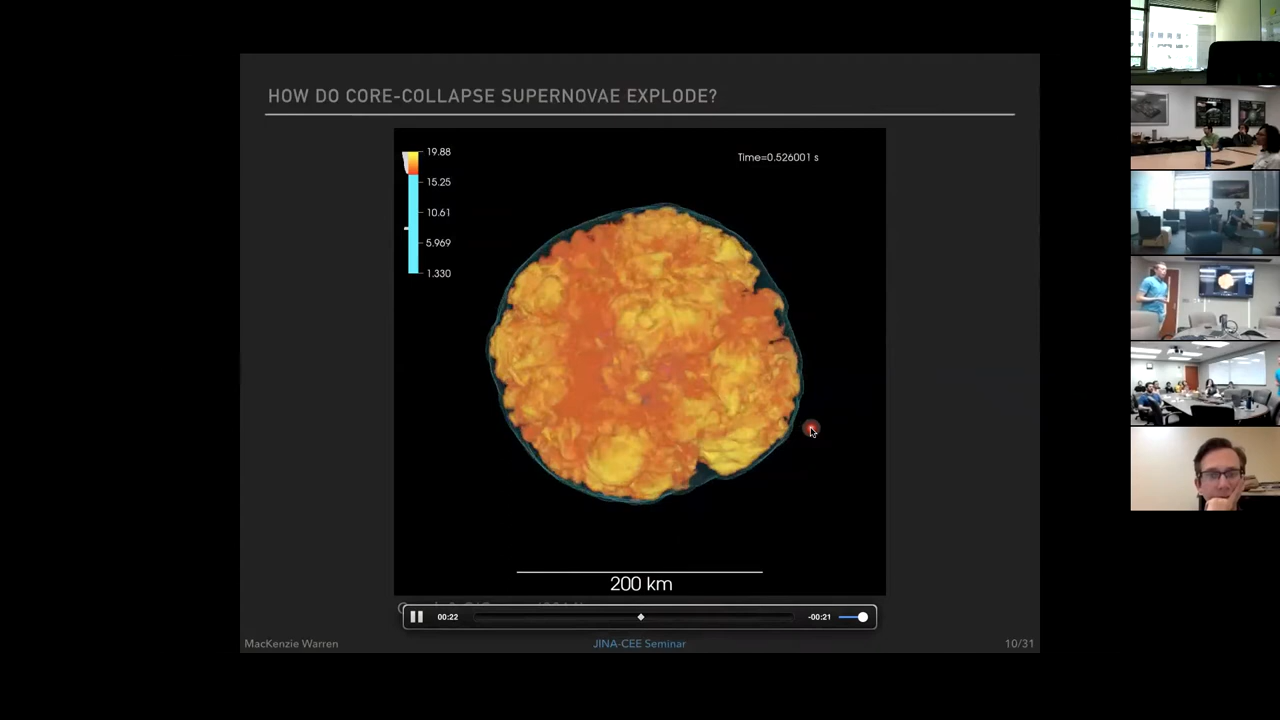 HOW DO CORE-COLLAPSE SUPERNOVAE EXPLODE?
19.88
15.25
10.61
5.969
1.330
Time=0.526001 s
200 km
00:22
-00:21
MacKenzie Warren
JINA-CEE Seminar
10/31